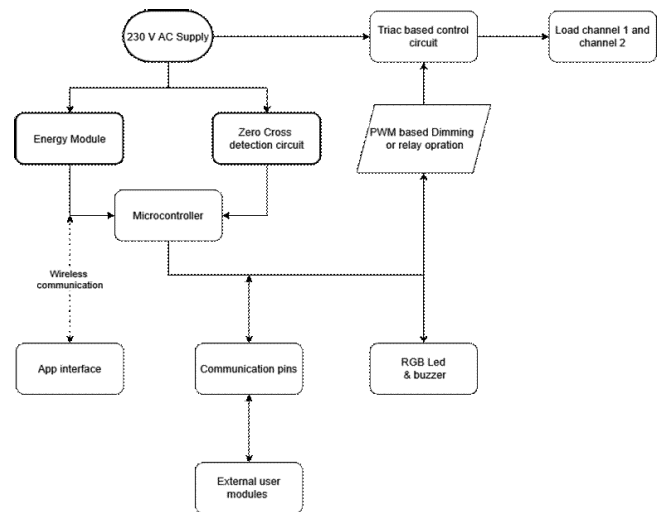 230 V AC Supply
Triac based control
circuit
Load channel 1 and
channel 2
Energy Module
Zero Cross
detection circuit
PWM based Dimming
or relay opration
Microcontroller
Wireless
communication
App interface
Communication pins
RGB Led
& buzzer
External user
modules